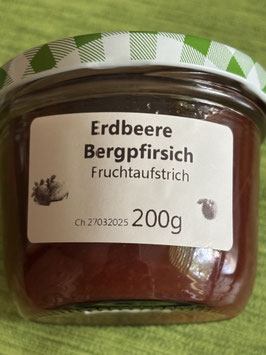 Erdbeere
Bergpfirsich
Fruchtaufstrich
Ch 27032025 200g